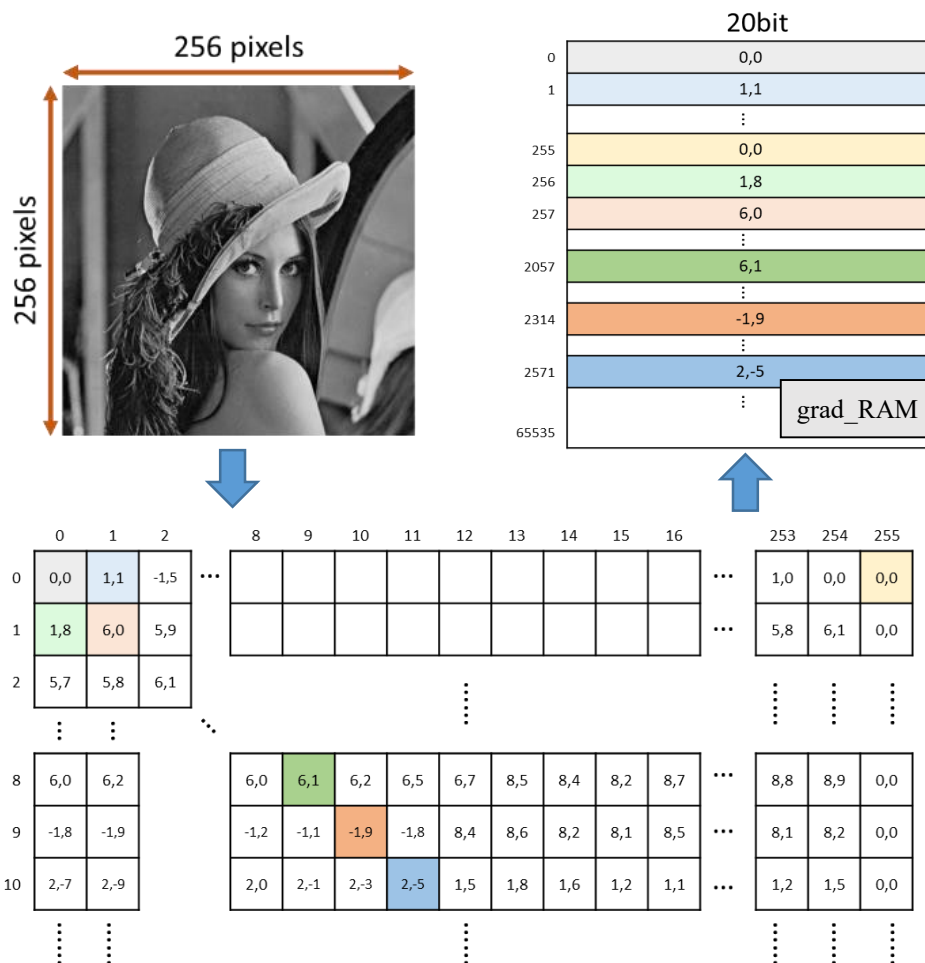 256 pixels
256 pixels
20bit
0 0,0
1 1,1
⋮
255 0,0
256 1,8
257 6,0
⋮
2057 6,1
⋮
2314 -1,9
⋮
2571 2,-5
⋮
grad_RAM
65535
0 1 2 8 9 10 11 12 13 14 15 16 253 254 255
0 0,0 1,1 -1,5 ··· ··· 1,0 0,0 0,0
1 1,8 6,0 5,9 ··· 5,8 6,1 0,0
2 5,7 5,8 6,1
8 6,0 6,2 6,0 6,1 6,2 6,5 6,7 8,5 8,4 8,2 8,7 ··· 8,8 8,9 0,0
9 -1,8 -1,9 -1,2 -1,1 -1,9 -1,8 8,4 8,6 8,2 8,1 8,5 ··· 8,1 8,2 0,0
10 2,-7 2,-9 2,0 2,-1 2,-3 2,-5 1,5 1,8 1,6 1,2 1,1 ··· 1,2 1,5 0,0